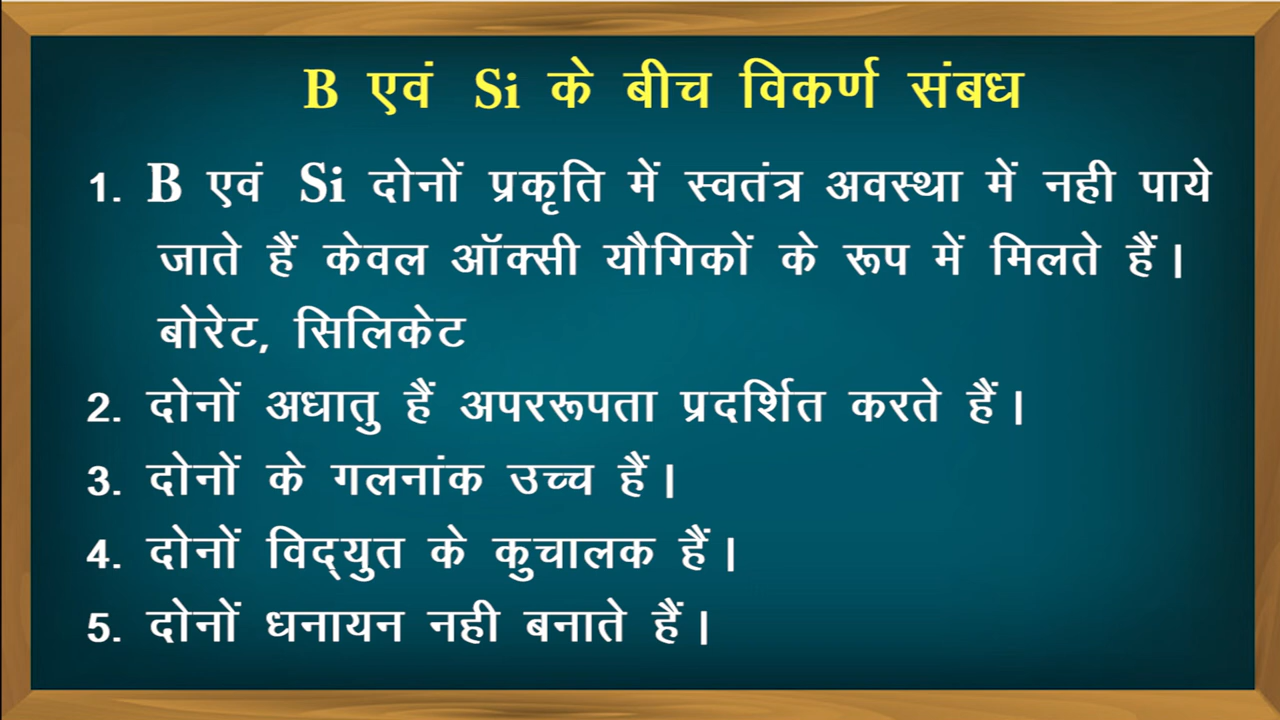 B एवं Si के बीच विकर्ण संबध
1. B एवं Si दोनों प्रकृति में स्वतंत्र अवस्था में नही पाये
जाते हैं केवल ऑक्सी यौगिकों के रूप में मिलते हैं।
बोरेट, सिलिकेट
2. दोनों अधातु हैं अपररूपता प्रदर्शित करते हैं।
3. दोनों के गलनांक उच्च हैं।
4. दोनों विद्युत के कुचालक हैं।
5. दोनों धनायन नही बनाते हैं।